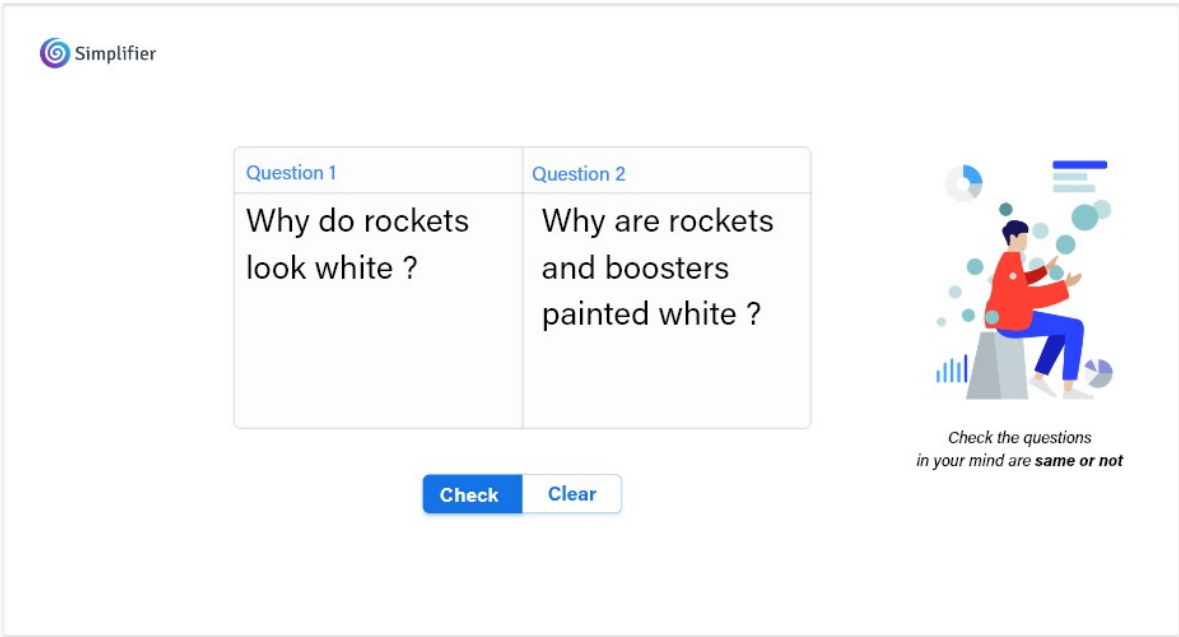 Simplifier
Question 1
Why do rockets
look white ?
Question 2
Why are rockets
and boosters
painted white ?
Check
Clear
Check the questions
in your mind are same or not